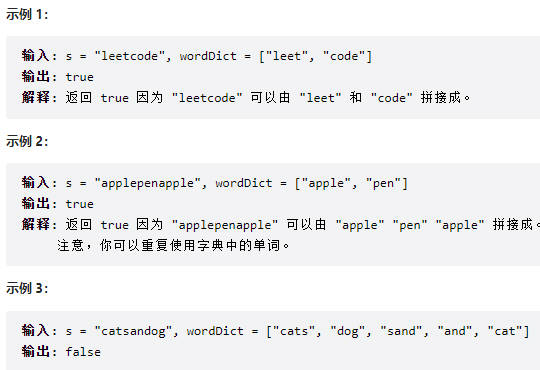 示例 1：
输入: s = "leetcode", wordDict = ["leet", "code"]
输出: true
解释: 返回 true 因为 "leetcode" 可以由 "leet" 和 "code" 拼接成。
示例 2：
输入: s = "applepenapple", wordDict = ["apple", "pen"]
输出: true
解释: 返回 true 因为 "applepenapple" 可以由 "apple" "pen" "apple" 拼接成。
注意，你可以重复使用字典中的单词。
示例 3：
输入: s = "catsandog", wordDict = ["cats", "dog", "sand", "and", "cat"]
输出: false